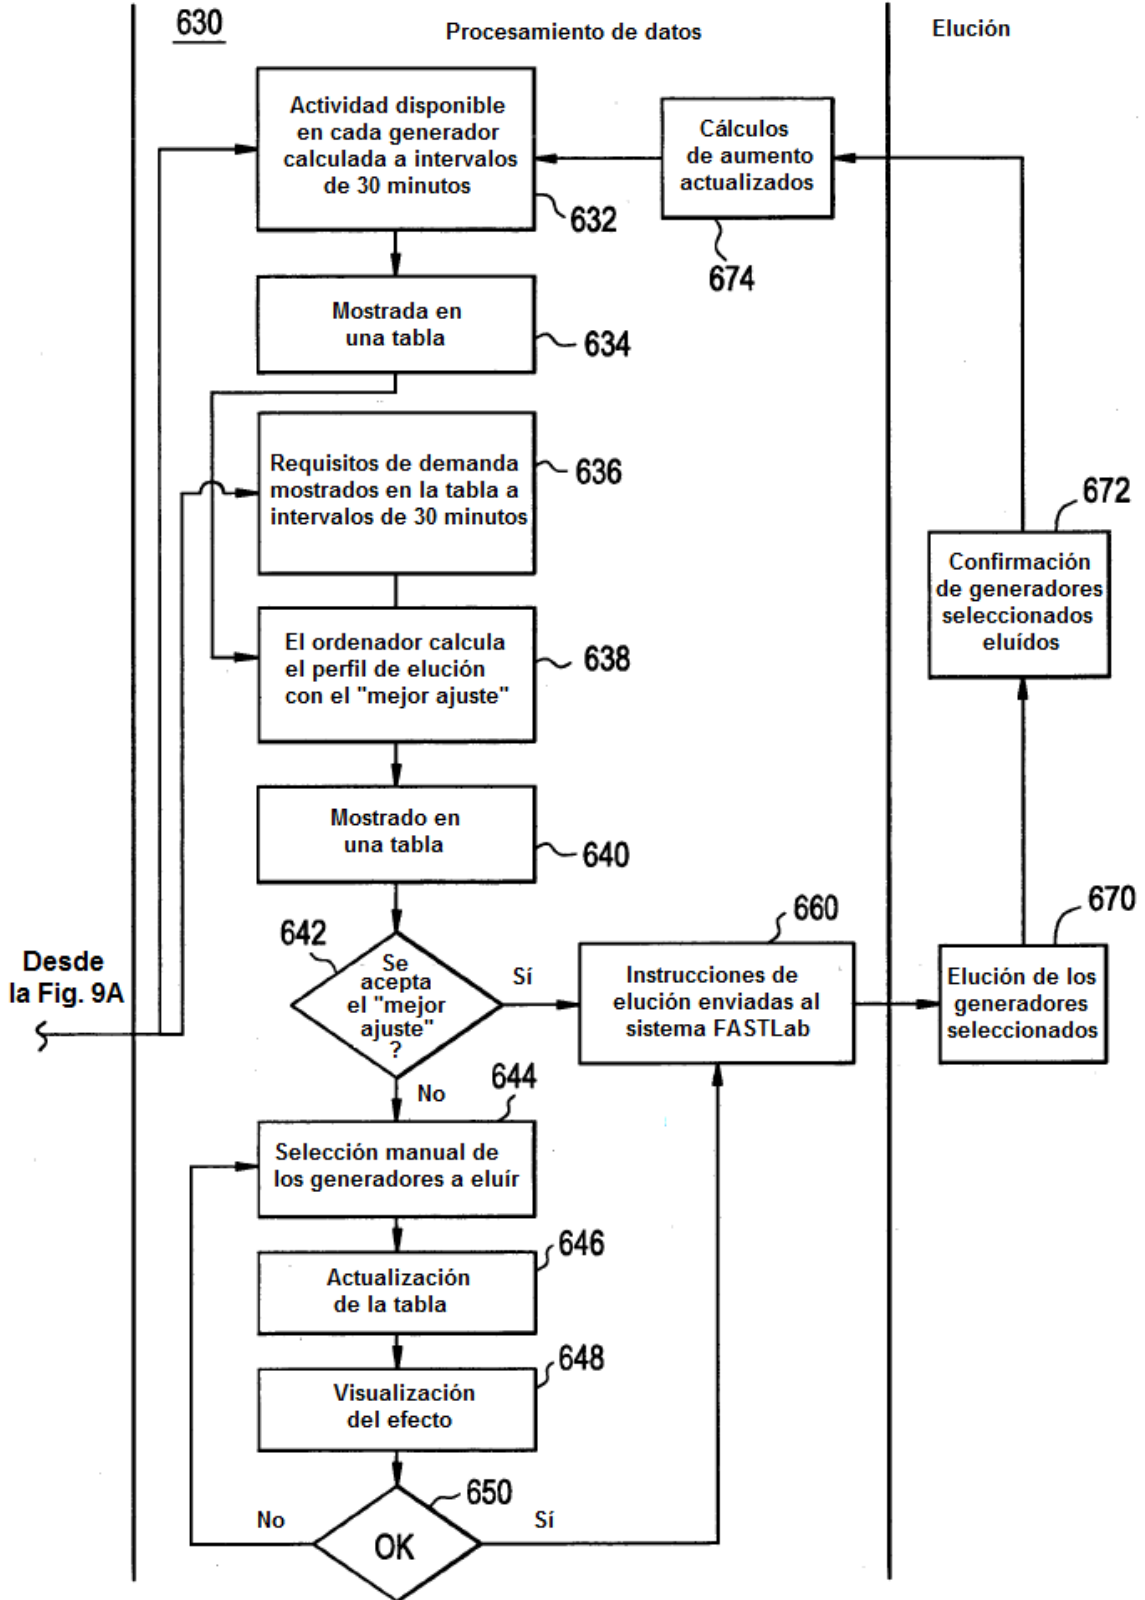 630
Procesamiento de datos
Elución
Actividad disponible
en cada generador
calculada a intervalos
de 30 minutos
632
Cálculos
de aumento
actualizados
674
Mostrada en
una tabla
634
Requisitos de demanda
mostrados en la tabla a
intervalos de 30 minutos
636
672
Confirmación
de generadores
seleccionados
eluídos
El ordenador calcula
el perfil de elución
con el "mejor ajuste"
638
Mostrado en
una tabla
640
Desde
la Fig. 9A
642
Se
acepta
el "mejor
ajuste"
?
Sí
No
660
Instrucciones de
elución enviadas al
sistema FASTLab
670
Elución de los
generadores
seleccionados
644
Selección manual de
los generadores a eluír
646
Actualización
de la tabla
648
Visualización
del efecto
650
No
OK
Sí